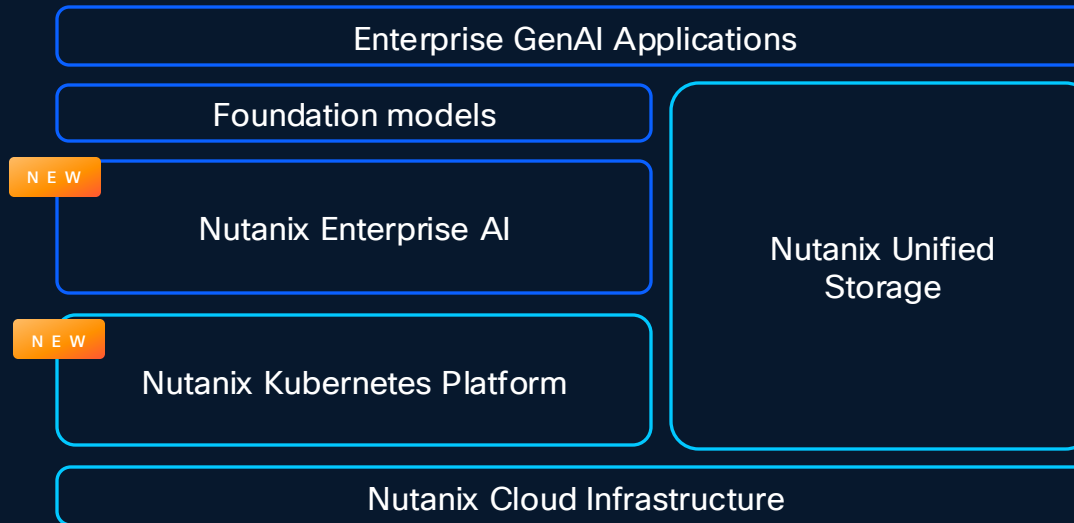 Enterprise GenAI Applications
Foundation models
NEW
Nutanix Enterprise AI
Nutanix Unified
Storage
NEW
Nutanix Kubernetes Platform
Nutanix Cloud Infrastructure